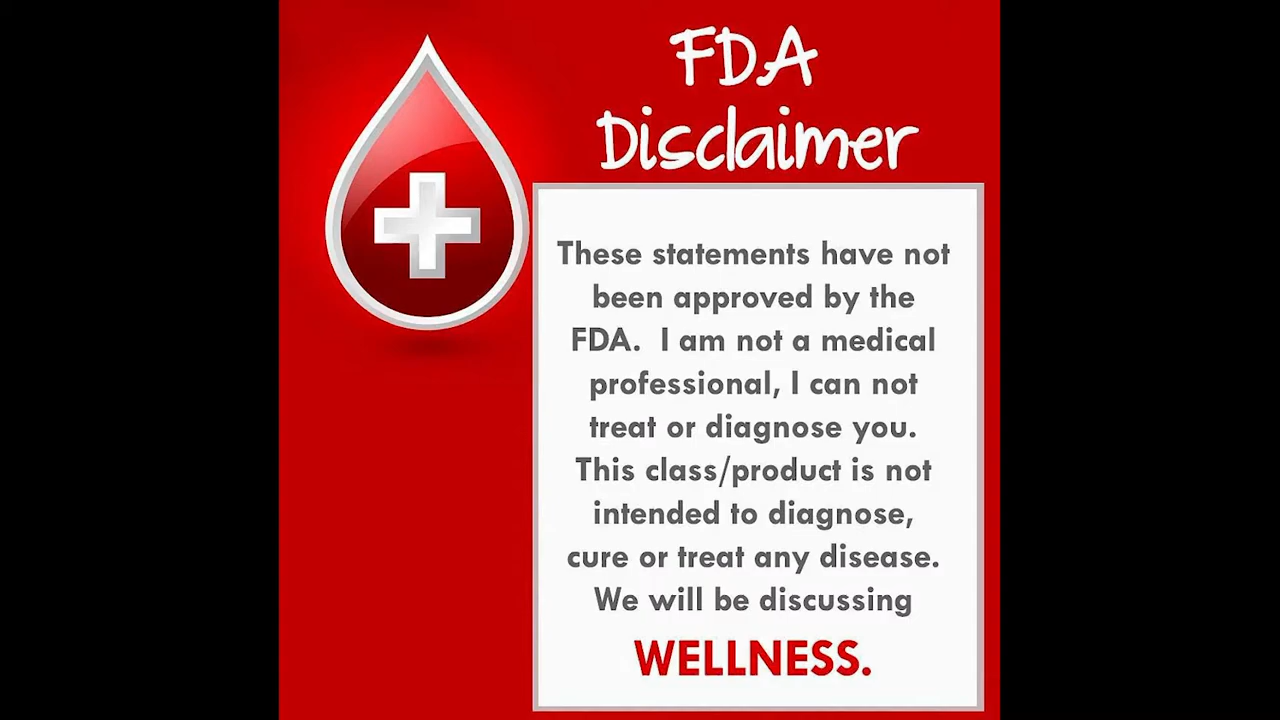 FDA
Disclaimer
These statements have not
been approved by the
FDA.  I am not a medical
professional, I can not
treat or diagnose you.
This class/product is not
intended to diagnose,
cure or treat any disease.
We will be discussing
WELLNESS.